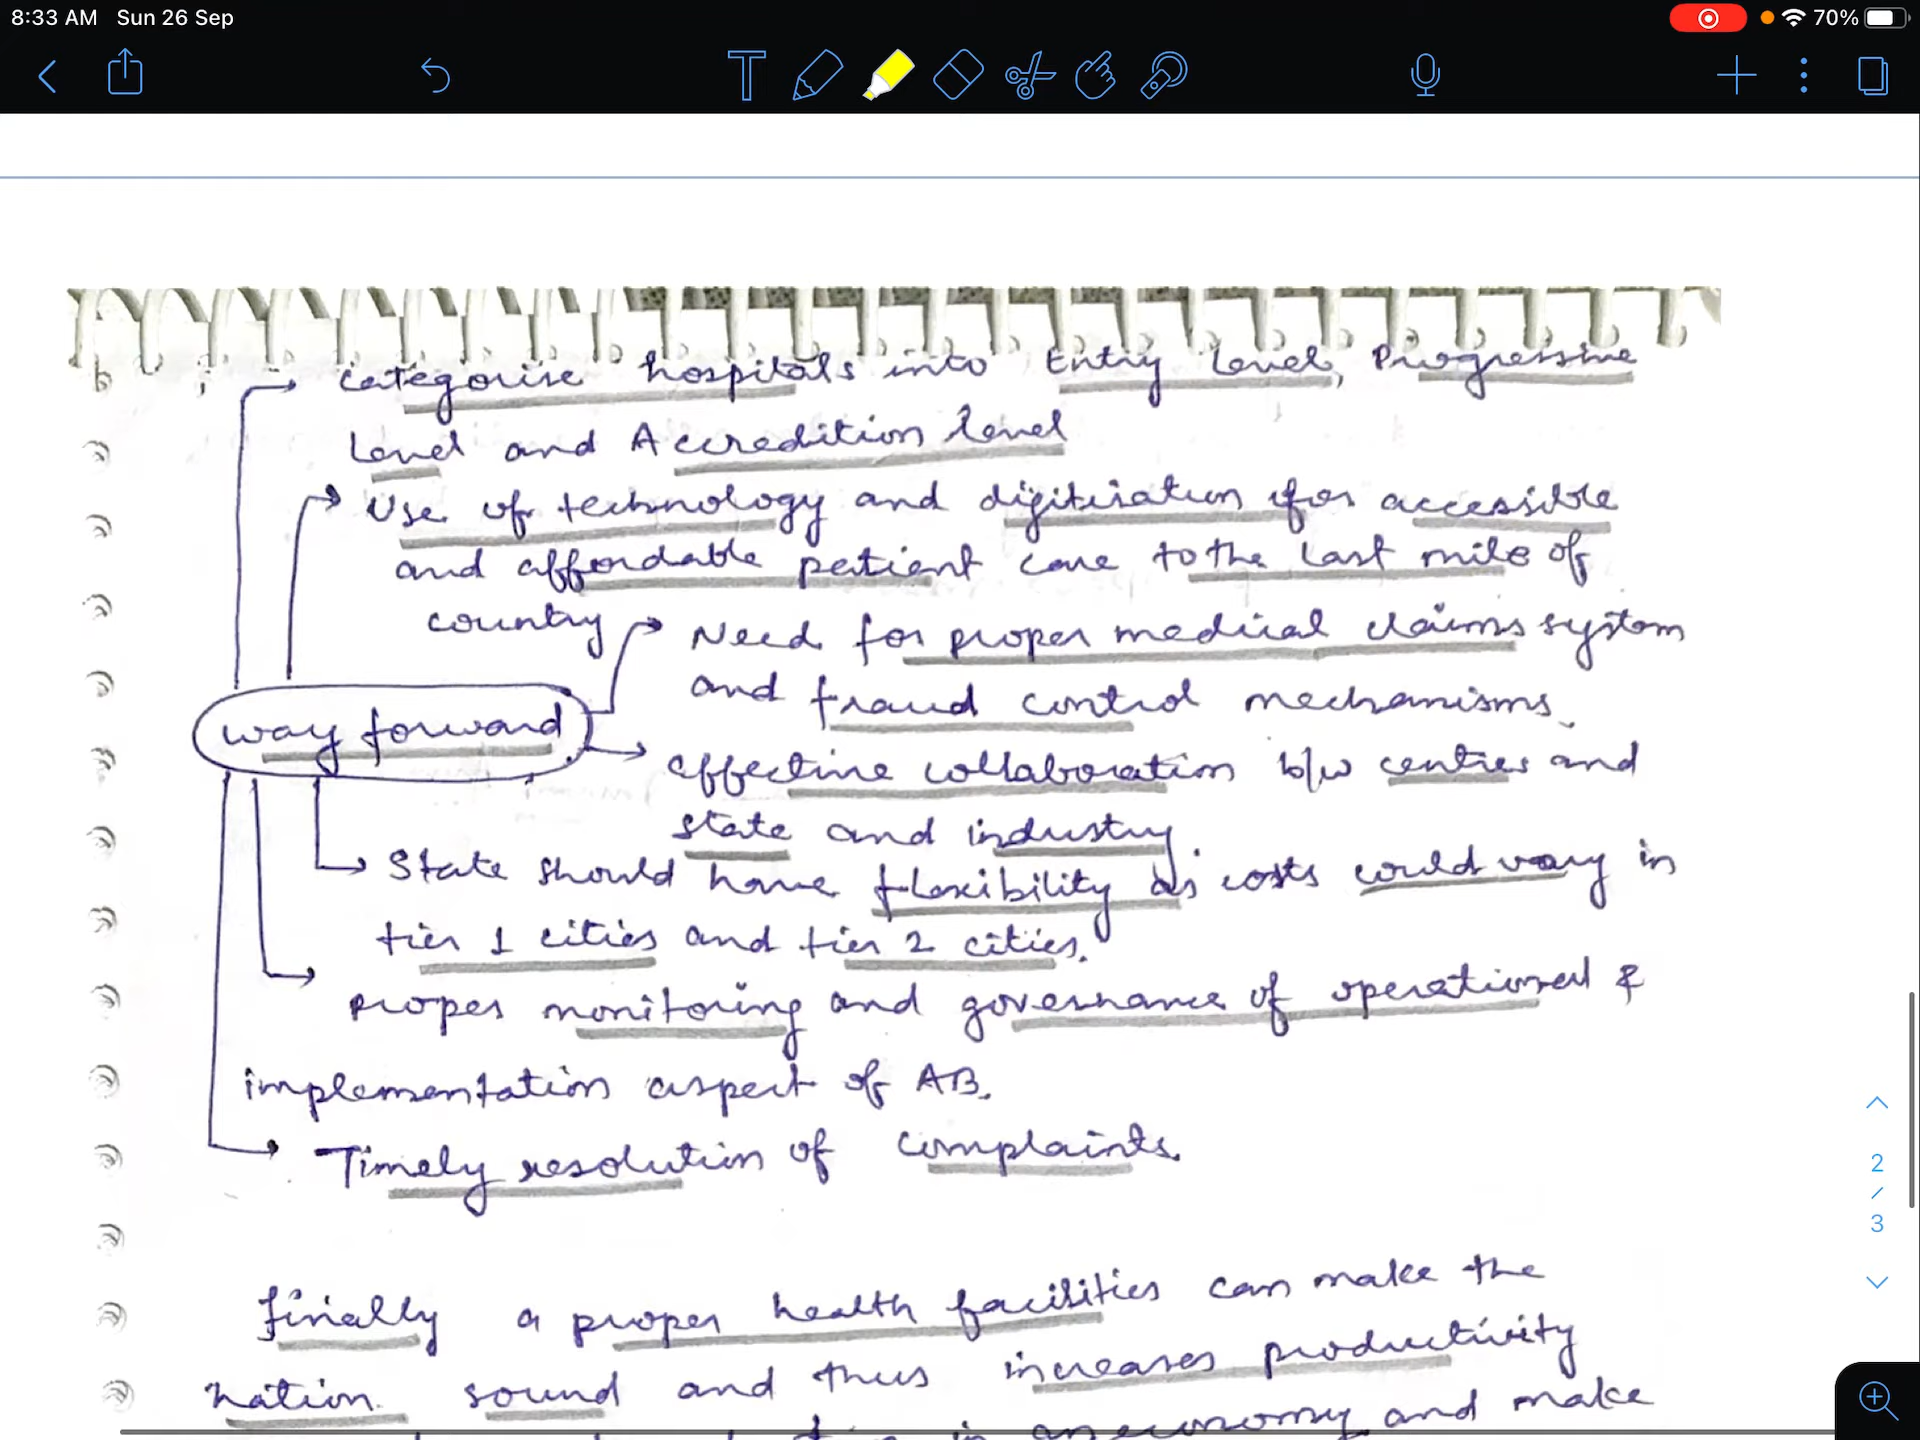 8:33 AM Sun 26 Sep
70%
categorise hospitals into Entry Level, Progressive
Level and Accredition level
Use of technology and digitisation for accessible
and affordable patient care to the last mile of
country
Need for proper medical claims system
and fraud control mechanisms.
way forward
effective collaboration b/w centres and
state and industry
State should have flexibility as costs could vary in
tier 1 cities and tier 2 cities.
proper monitoring and governance of operational &
implementation aspect of AB.
Timely resolution of complaints.
2
/
3
finally a proper health facilities can make the
nation sound and thus increases productivity
in an economy and make